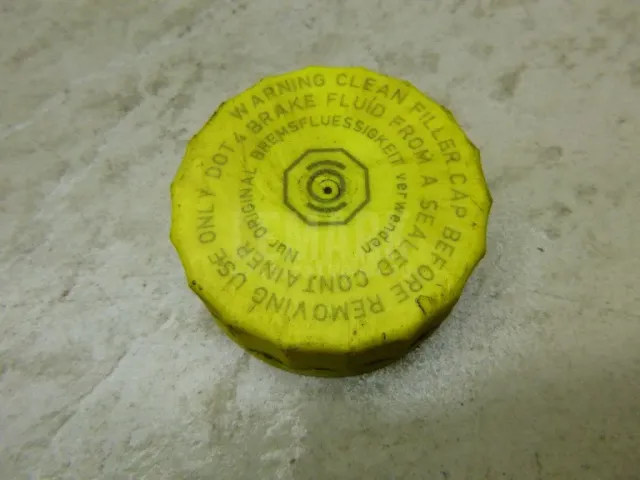 WARNING CLEAN FILLER CAP BEFORE REMOVING USE ONLY DOT 4 BRAKE FLUID FROM A SEALED CONTAINER
Nur ORIGINAL BREMSFLUESSIGKEIT verwenden